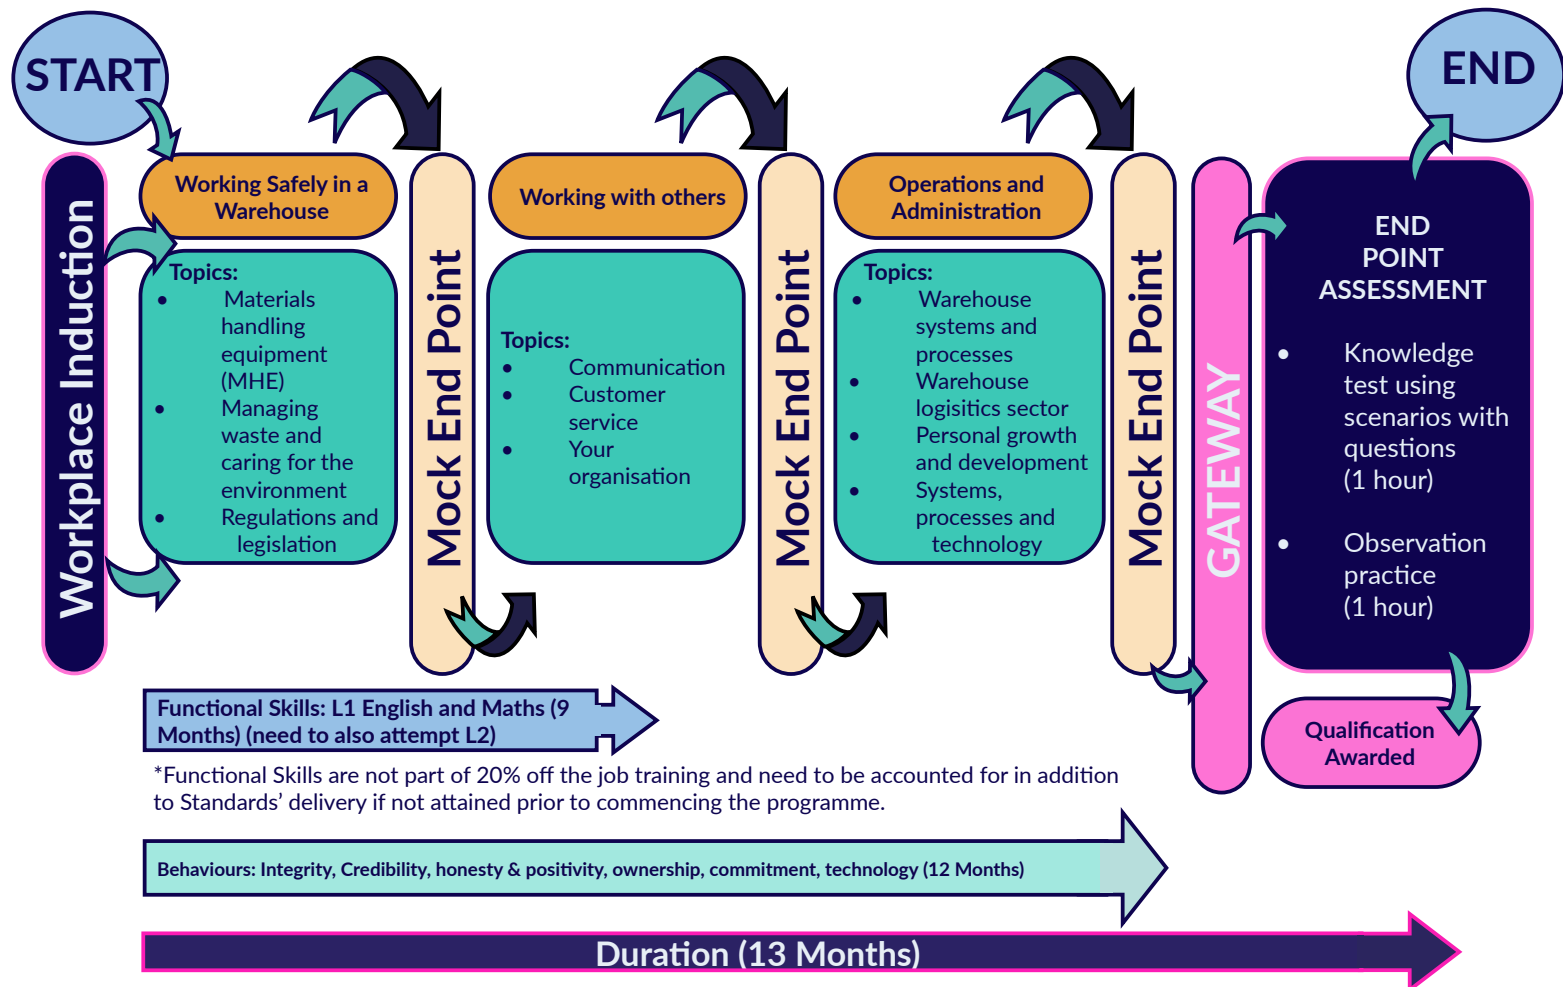 START
END
Workplace Induction
Working Safely in a
Warehouse
Topics:
• Materials
handling
equipment
(MHE)
• Managing
waste and
caring for the
environment
• Regulations and
legislation
Mock End Point
Working with others
Topics:
• Communication
• Customer
service
• Your
organisation
Mock End Point
Operations and
Administration
Topics:
• Warehouse
systems and
processes
• Warehouse
logisitics sector
• Personal growth
and development
• Systems,
processes and
technology
Mock End Point
GATEWAY
END
POINT
ASSESSMENT
• Knowledge
test using
scenarios with
questions
(1 hour)
• Observation
practice
(1 hour)
Qualification
Awarded
Functional Skills: L1 English and Maths (9
Months) (need to also attempt L2)
*Functional Skills are not part of 20% off the job training and need to be accounted for in addition
to Standards’ delivery if not attained prior to commencing the programme.
Behaviours: Integrity, Credibility, honesty & positivity, ownership, commitment, technology (12 Months)
Duration (13 Months)